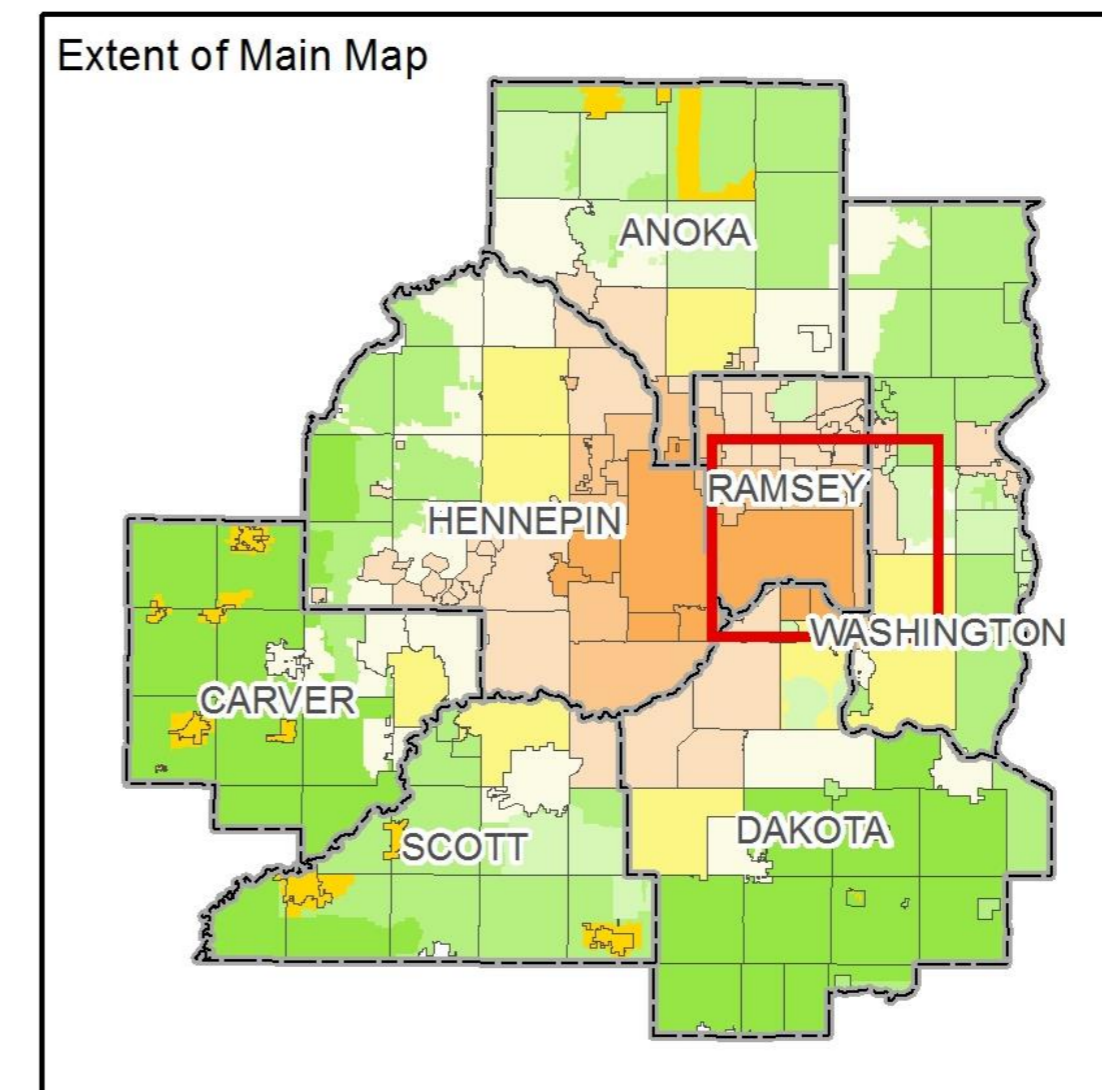 Extent of Main Map
ANOKA
RAMSEY
HENNEPIN
WASHINGTON
CARVER
DAKOTA
SCOTT